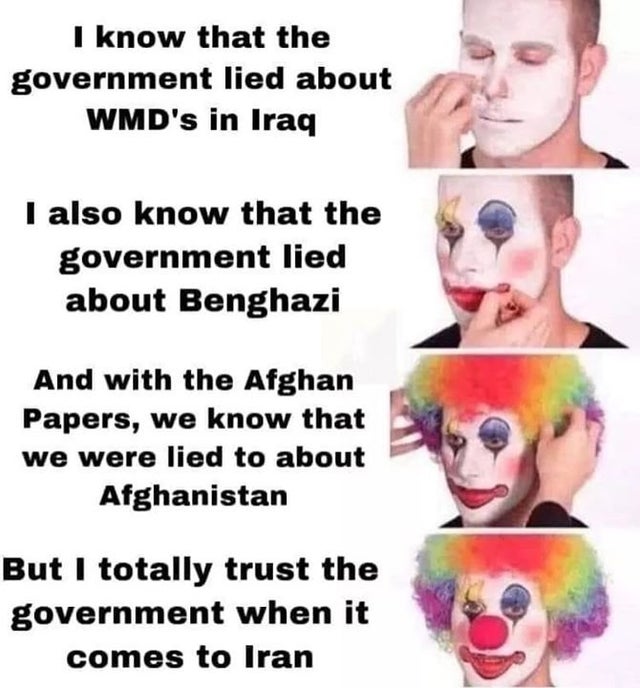 I know that the
government lied about
WMD's in Iraq
I also know that the
government lied
about Benghazi
And with the Afghan
Papers, we know that
we were lied to about
Afghanistan
But I totally trust the
government when it
comes to Iran